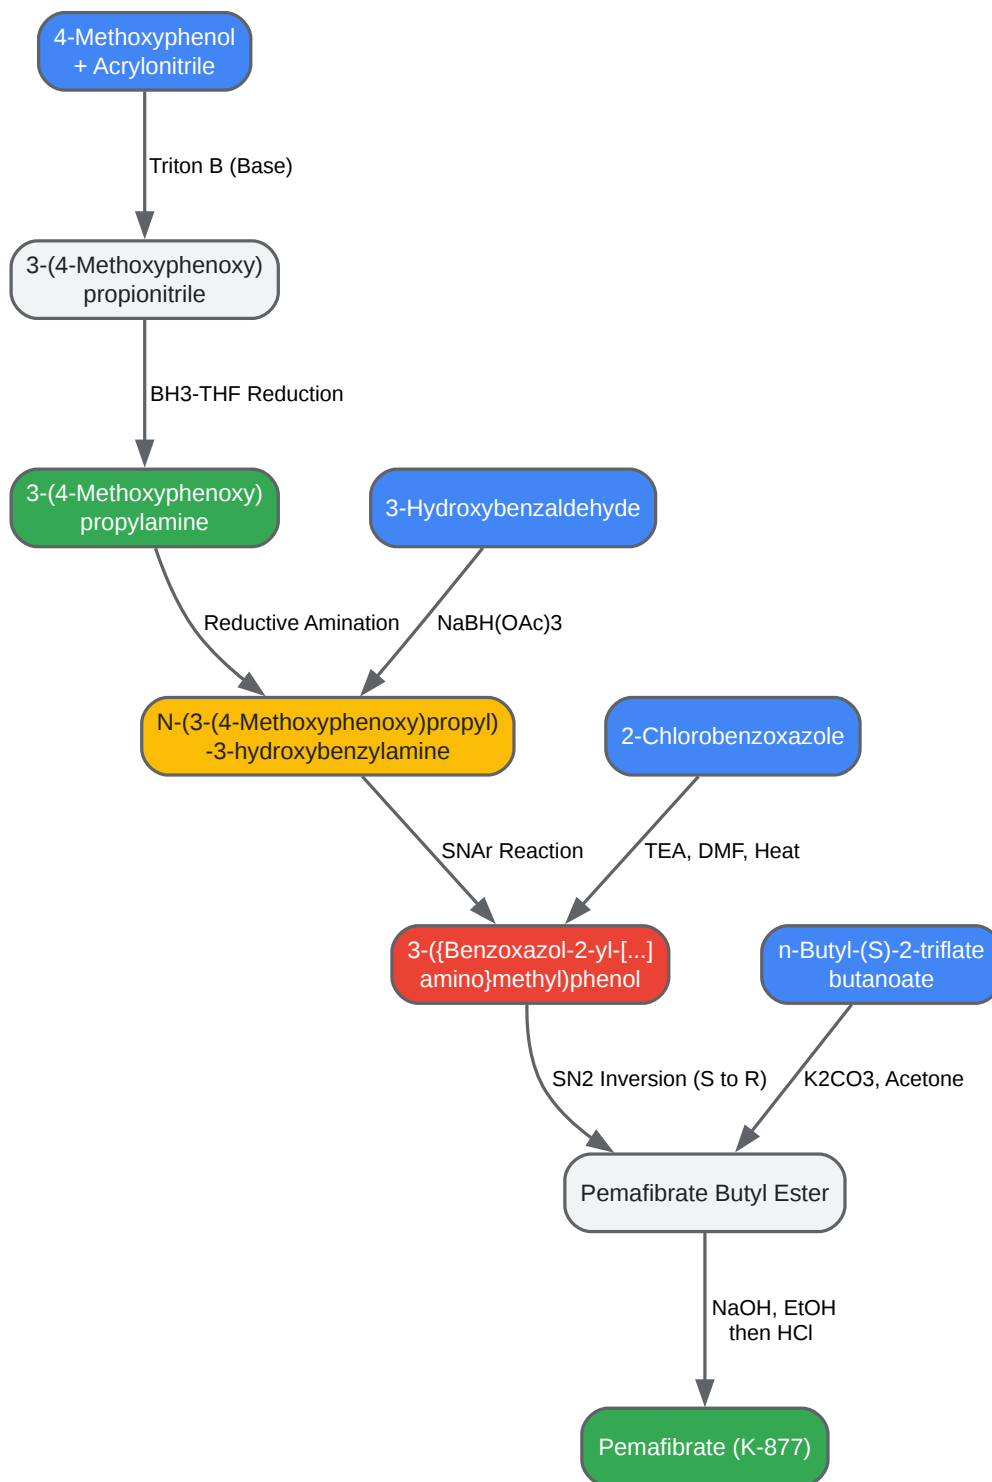 4-Methoxyphenol
+ Acrylonitrile
Triton B (Base)
3-(4-Methoxyphenoxy)
propionitrile
BH3-THF Reduction
3-(4-Methoxyphenoxy)
propylamine
3-Hydroxybenzaldehyde
Reductive Amination
NaBH(OAc)3
N-(3-(4-Methoxyphenoxy)propyl)
-3-hydroxybenzylamine
2-Chlorobenzoxazole
SNAr Reaction
TEA, DMF, Heat
3-({Benzoxazol-2-yl-[...]
amino}methyl)phenol
n-Butyl-(S)-2-triflate
butanoate
SN2 Inversion (S to R)
K2CO3, Acetone
Pemafibrate Butyl Ester
NaOH, EtOH
then HCl
Pemafibrate (K-877)